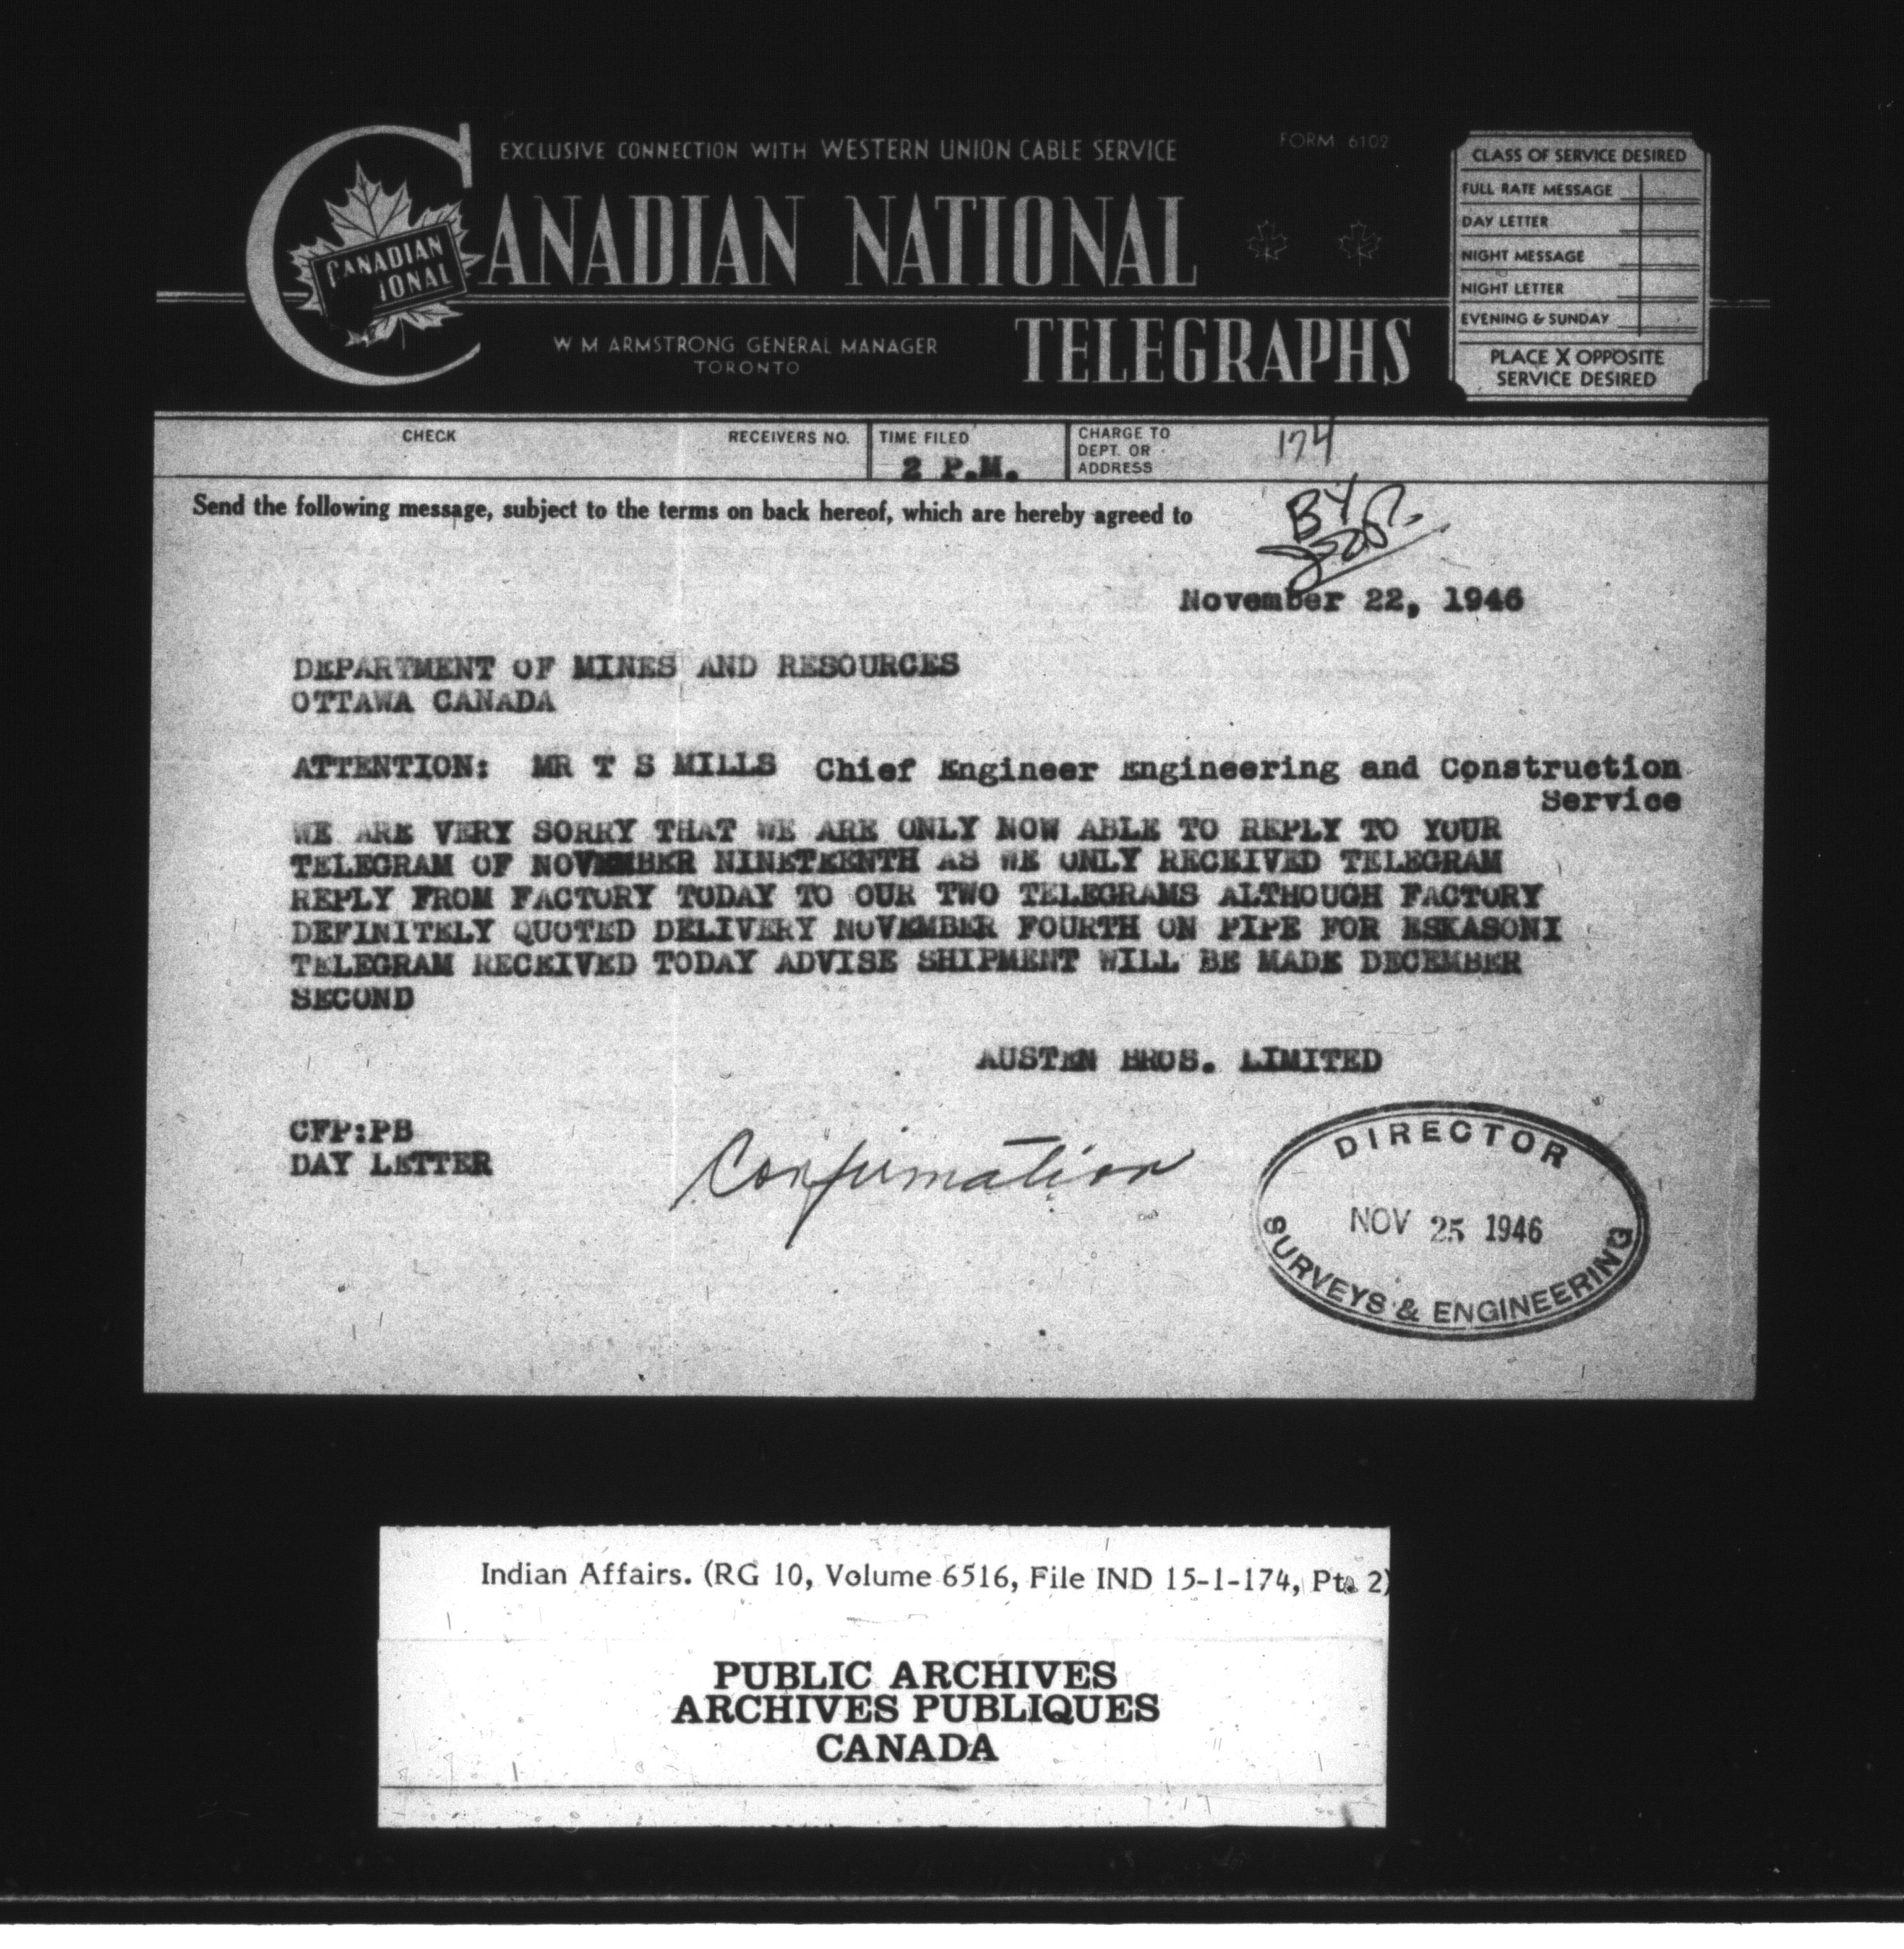 EXCLUSIVE CONNECTION WITH WESTERN UNION CABLE SERVICE
FORM 6102
CANADIAN NATIONAL
CANADIAN
IONAL
W M ARMSTRONG GENERAL MANAGER
TORONTO
TELEGRAPHS
CLASS OF SERVICE DESIRED
FULL RATE MESSAGE
DAY LETTER
NIGHT MESSAGE
NIGHT LETTER
EVENING & SUNDAY
PLACE X OPPOSITE
SERVICE DESIRED
CHECK
RECEIVERS NO.
TIME FILED
2 P.M.
CHARGE TO
DEPT. OR
ADDRESS
174
Send the following message, subject to the terms on back hereof, which are hereby agreed to
BY
November 22, 1946
DEPARTMENT OF MINES AND RESOURCES
OTTAWA CANADA
ATTENTION: MR T S MILLS Chief Engineer Engineering and Construction
Service
WE ARE VERY SORRY THAT WE ARE ONLY NOW ABLE TO REPLY TO YOUR
TELEGRAM OF NOVEMBER NINETEENTH AS WE ONLY RECEIVED TELEGRAM
REPLY FROM FACTORY TODAY TO OUR TWO TELEGRAMS ALTHOUGH FACTORY
DEFINITELY QUOTED DELIVERY NOVEMBER FOURTH ON PIPE FOR ESKASONI
TELEGRAM RECEIVED TODAY ADVISE SHIPMENT WILL BE MADE DECEMBER
SECOND
AUSTEN BROS. LIMITED
CFP:PB
DAY LETTER
Confirmation
DIRECTOR
NOV 25 1946
SURVEYS & ENGINEERING
Indian Affairs. (RG 10, Volume 6516, File IND 15-1-174, Pt. 2)
PUBLIC ARCHIVES
ARCHIVES PUBLIQUES
CANADA